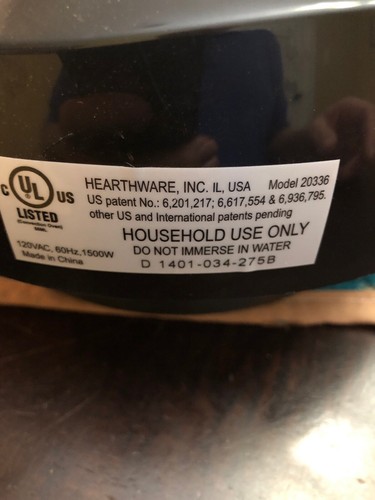 C UL US
LISTED
HEARTHWARE, INC. IL, USA Model 20336
US patent No.: 6,201,217; 6,617,554 & 6,936,795.
other US and International patents pending
HOUSEHOLD USE ONLY
120VAC, 60Hz,1500W DO NOT IMMERSE IN WATER
Made in China D 1401-034-275B